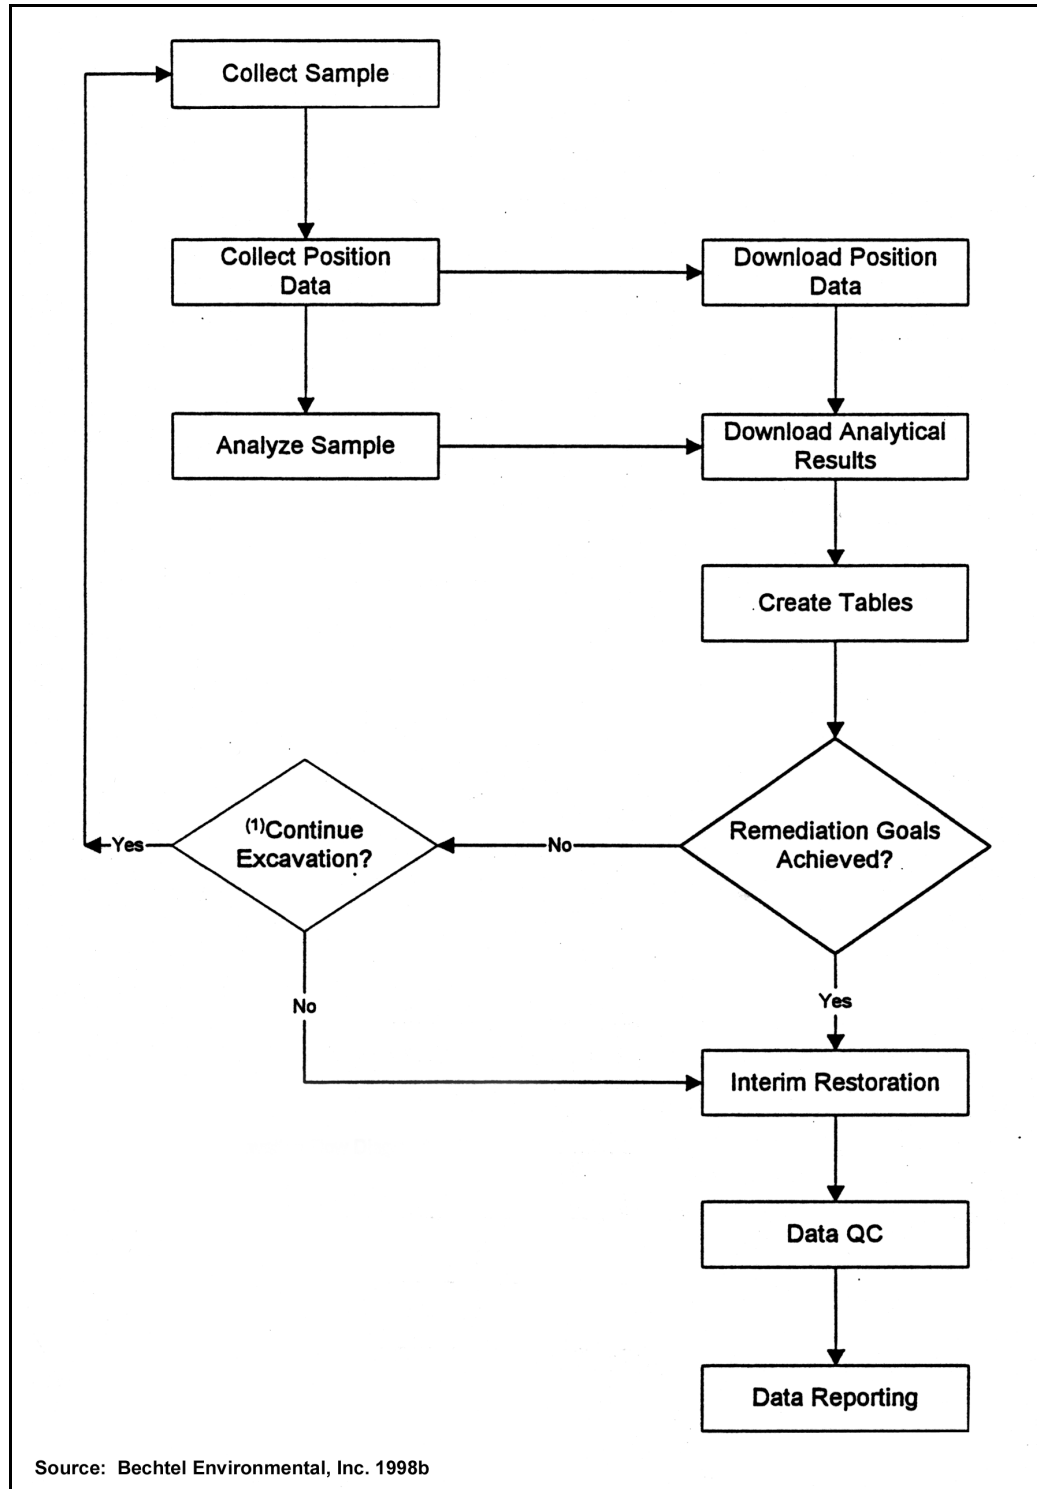 Collect Sample
Collect Position
Data
Download Position
Data
Analyze Sample
Download Analytical
Results
Create Tables
Remediation Goals
Achieved?
No
(1)Continue
Excavation?
Yes
No
Yes
Interim Restoration
Data QC
Data Reporting
Source: Bechtel Environmental, Inc. 1998b